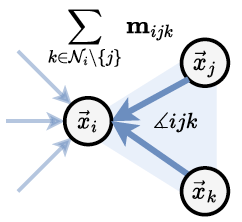 ∑ m_{ijk}
k∈𝒩_i\{j}
x⃗_j
x⃗_i
∡ijk
x⃗_k